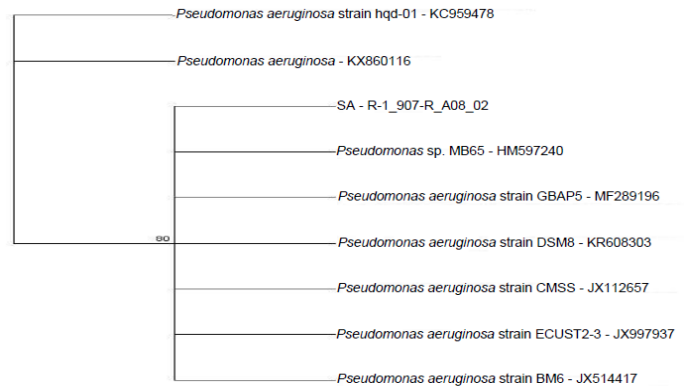 Pseudomonas aeruginosa strain hqd-01 - KC959478
Pseudomonas aeruginosa - KX860116
SA - R-1_907-R_A08_02
Pseudomonas sp. MB65 - HM597240
Pseudomonas aeruginosa strain GBAP5 - MF289196
90
Pseudomonas aeruginosa strain DSM8 - KR608303
Pseudomonas aeruginosa strain CMSS - JX112657
Pseudomonas aeruginosa strain ECUST2-3 - JX997937
Pseudomonas aeruginosa strain BM6 - JX514417